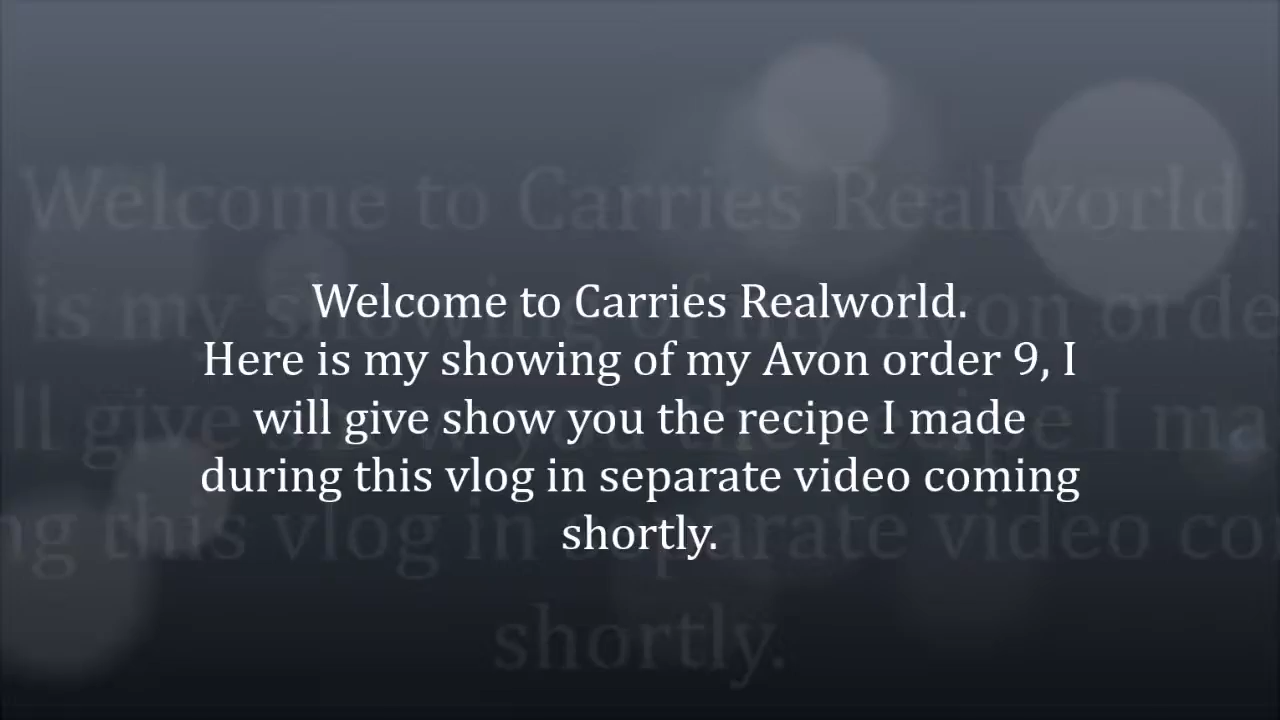 Welcome to Carries Realworld.
Here is my showing of my Avon order 9, I
will give show you the recipe I made
during this vlog in separate video coming
shortly.